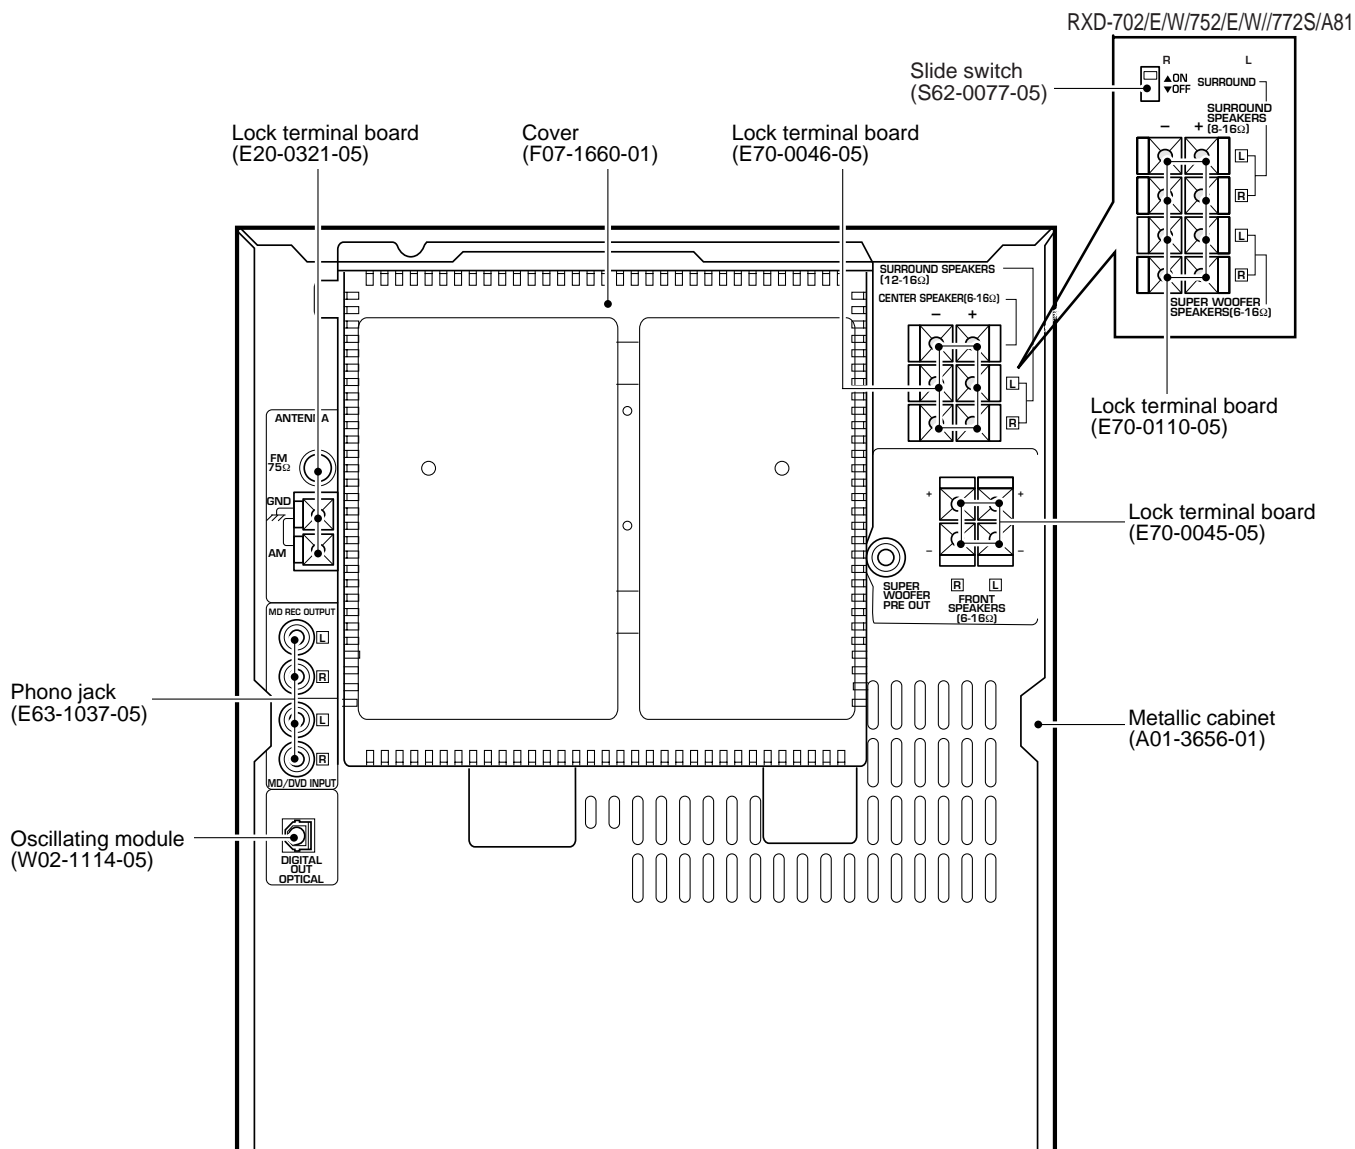 RXD-702/E/W/752/E/W//772S/A81
Slide switch
(S62-0077-05)
R L
▲ON
▼OFF
SURROUND
SURROUND
SPEAKERS
(8-16Ω)
− +
L
R
L
R
SUPER WOOFER
SPEAKERS(6-16Ω)
Lock terminal board
(E20-0321-05)
Cover
(F07-1660-01)
Lock terminal board
(E70-0046-05)
SURROUND SPEAKERS
(12-16Ω)
CENTER SPEAKER(6-16Ω)
− +
L
R
Lock terminal board
(E70-0110-05)
ANTENNA
FM
75Ω
GND
AM
+ +
− −
R L
FRONT
SPEAKERS
(6-16Ω)
SUPER
WOOFER
PRE OUT
Lock terminal board
(E70-0045-05)
MD REC OUTPUT
L
R
L
R
MD/DVD INPUT
Phono jack
(E63-1037-05)
Metallic cabinet
(A01-3656-01)
Oscillating module
(W02-1114-05)
DIGITAL
OUT
OPTICAL